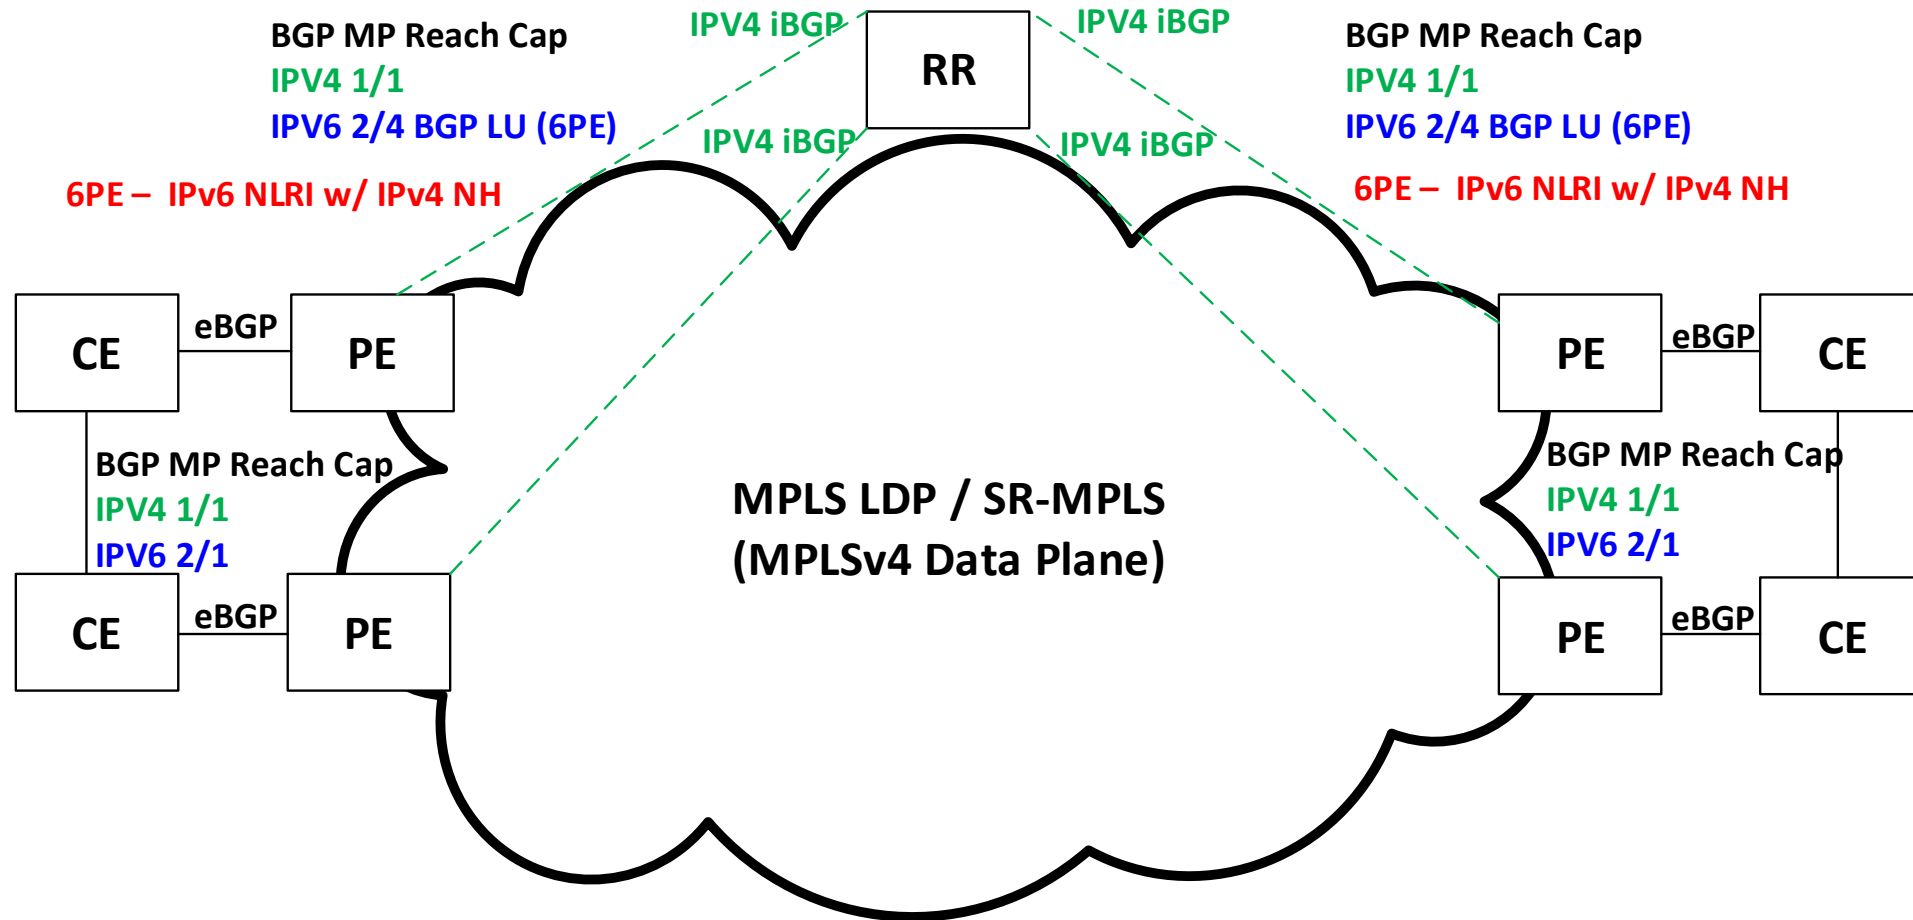 BGP MP Reach Cap
IPV4 1/1
IPV6 2/4 BGP LU (6PE)
6PE – IPv6 NLRI w/ IPv4 NH
IPV4 iBGP
IPV4 iBGP
RR
IPV4 iBGP
IPV4 iBGP
BGP MP Reach Cap
IPV4 1/1
IPV6 2/4 BGP LU (6PE)
6PE – IPv6 NLRI w/ IPv4 NH
CE
eBGP
PE
PE
eBGP
CE
BGP MP Reach Cap
IPV4 1/1
IPV6 2/1
MPLS LDP / SR-MPLS
(MPLSv4 Data Plane)
BGP MP Reach Cap
IPV4 1/1
IPV6 2/1
CE
eBGP
PE
PE
eBGP
CE